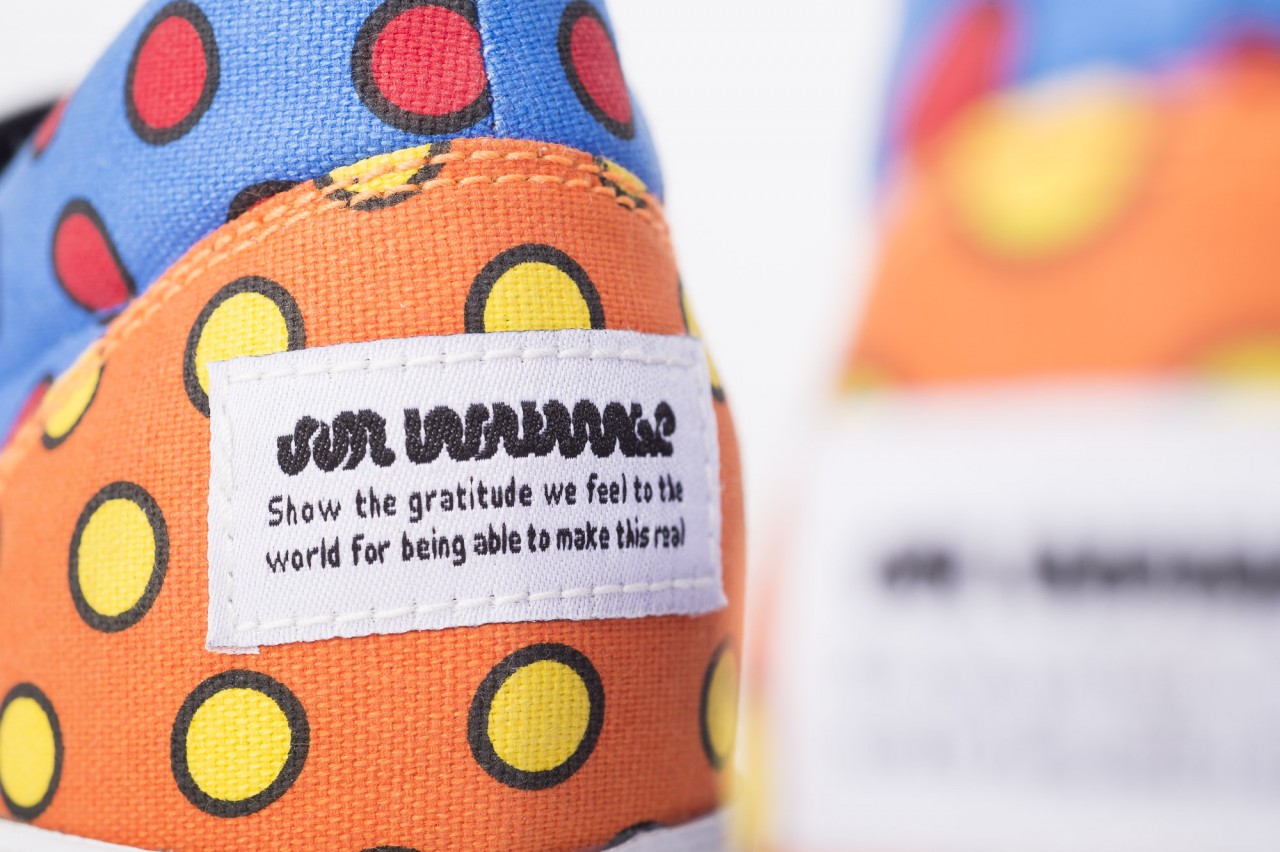 Show the gratitude we feel to the
world for being able to make this real